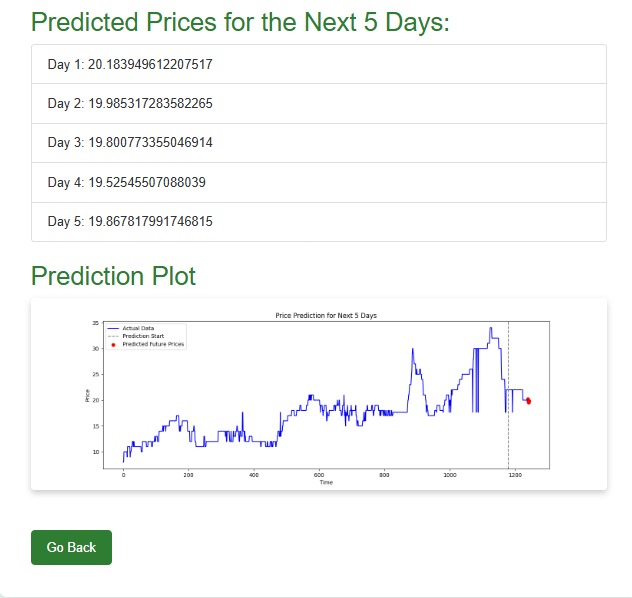 Predicted Prices for the Next 5 Days:
Day 1: 20.183949612207517
Day 2: 19.985317283582265
Day 3: 19.800773355046914
Day 4: 19.52545507088039
Day 5: 19.867817991746815
Prediction Plot
Price Prediction for Next 5 Days
Actual Data
Prediction Start
Predicted Future Prices
35
30
25
20
15
10
Price
0 200 400 600 800 1000 1200
Time
Go Back